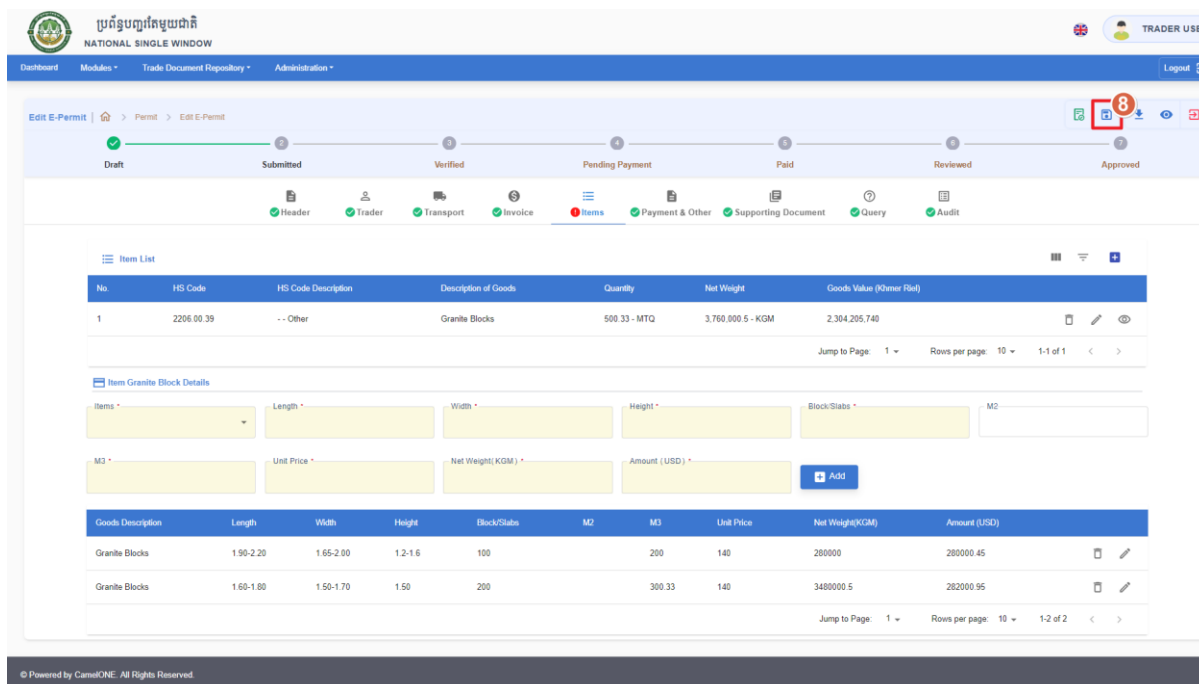 ប្រព័ន្ធបញ្ជរតែមួយជាតិ
NATIONAL SINGLE WINDOW
TRADER USE
Dashboard Modules Trade Document Repository Administration Logout
Edit E-Permit | > Permit > Edit E-Permit 8
2 3 4 5 6 7
Draft Submitted Verified Pending Payment Paid Reviewed Approved
Header Trader Transport Invoice Items Payment & Other Supporting Document Query Audit
Item List
No. HS Code HS Code Description Description of Goods Quantity Net Weight Goods Value (Khmer Riel)
1 2206.00.39 - - Other Granite Blocks 500.33 - MTQ 3,760,000.5 - KGM 2,304,205,740
Jump to Page: 1 Rows per page: 10 1-1 of 1 < >
Item Granite Block Details
Items * Length * Width * Height * Block/Slabs * M2
M3 * Unit Price * Net Weight( KGM ) * Amount ( USD ) *
Add
Goods Description Length Width Height Block/Slabs M2 M3 Unit Price Net Weight(KGM) Amount (USD)
Granite Blocks 1.90-2.20 1.65-2.00 1.2-1.6 100 200 140 280000 280000.45
Granite Blocks 1.60-1.80 1.50-1.70 1.50 200 300.33 140 3480000.5 282000.95
Jump to Page: 1 Rows per page: 10 1-2 of 2 < >
© Powered by CamelONE. All Rights Reserved.